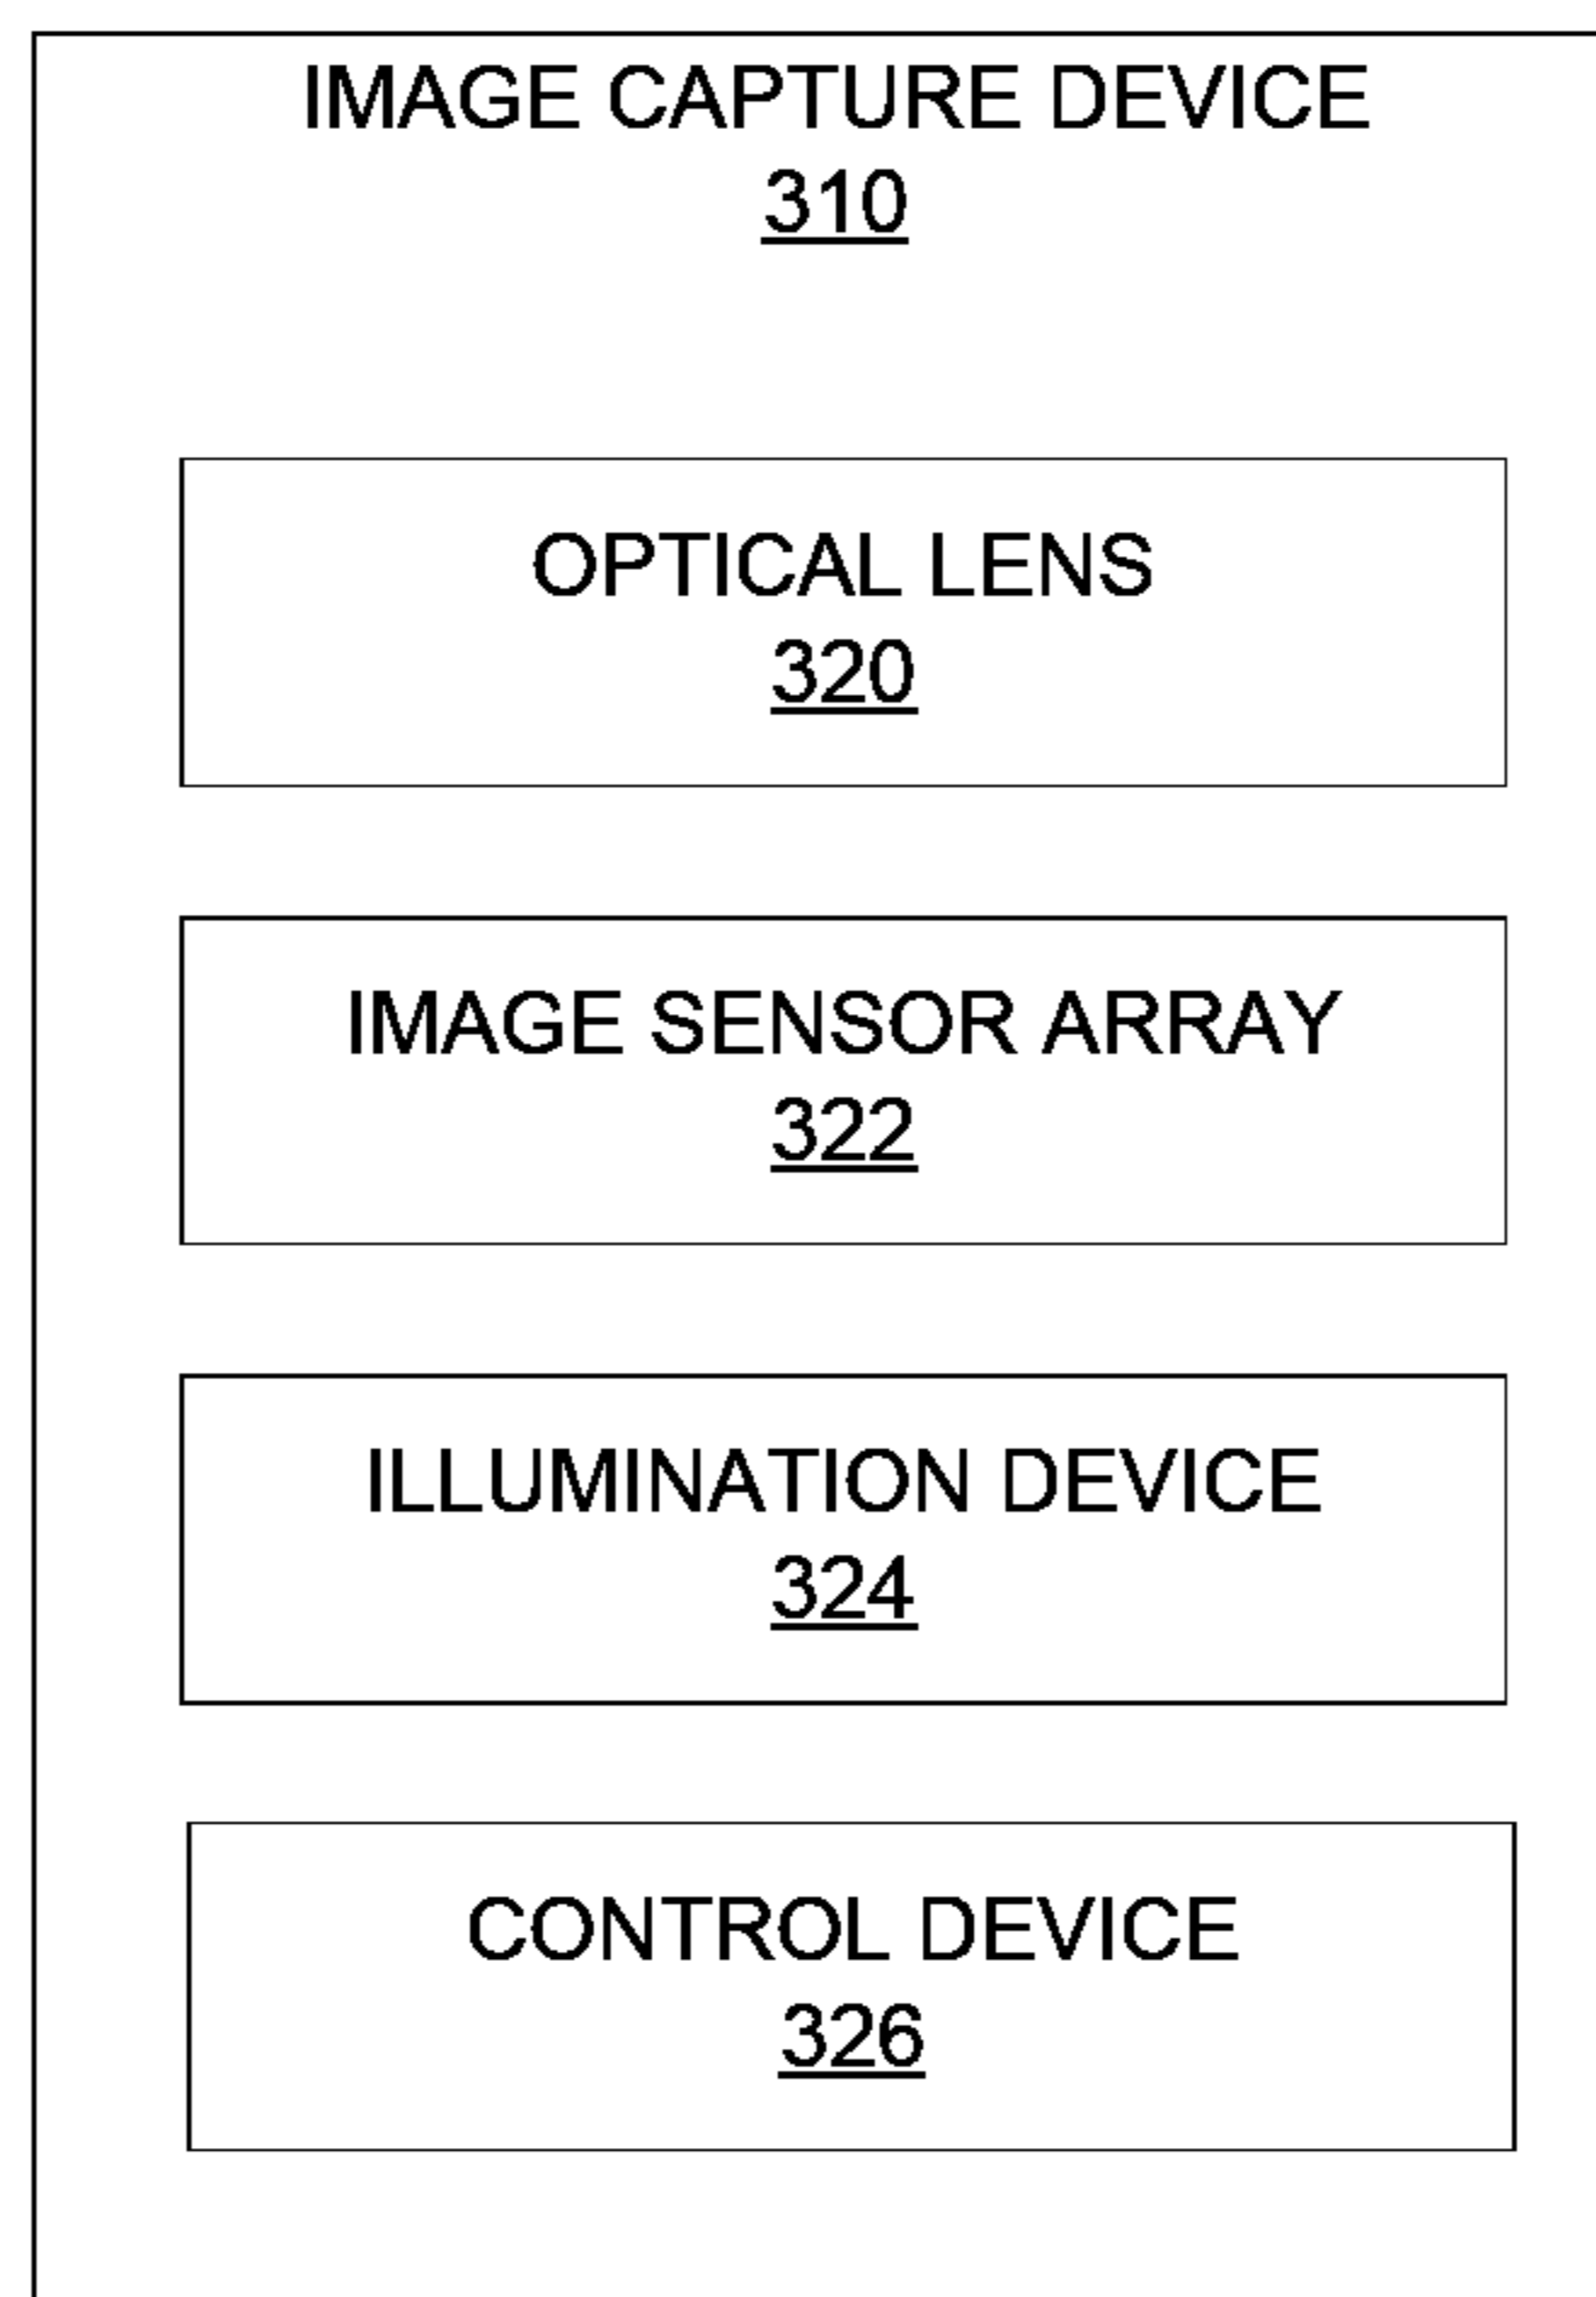 IMAGE CAPTURE DEVICE
310
OPTICAL LENS
320
IMAGE SENSOR ARRAY
322
ILLUMINATION DEVICE
324
CONTROL DEVICE
326